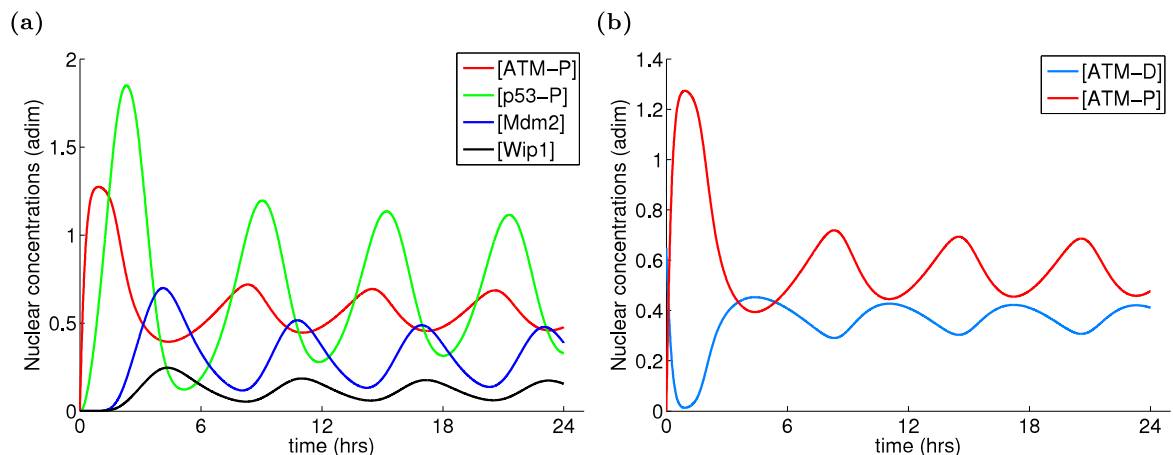 (a)
Nuclear concentrations (adim)
2
1.5
1
0.5
0
0
6
12
18
24
time (hrs)
[ATM−P]
[p53−P]
[Mdm2]
[Wip1]
(b)
Nuclear concentrations (adim)
1.4
1.2
1
0.8
0.6
0.4
0.2
0
0
6
12
18
24
time (hrs)
[ATM−D]
[ATM−P]